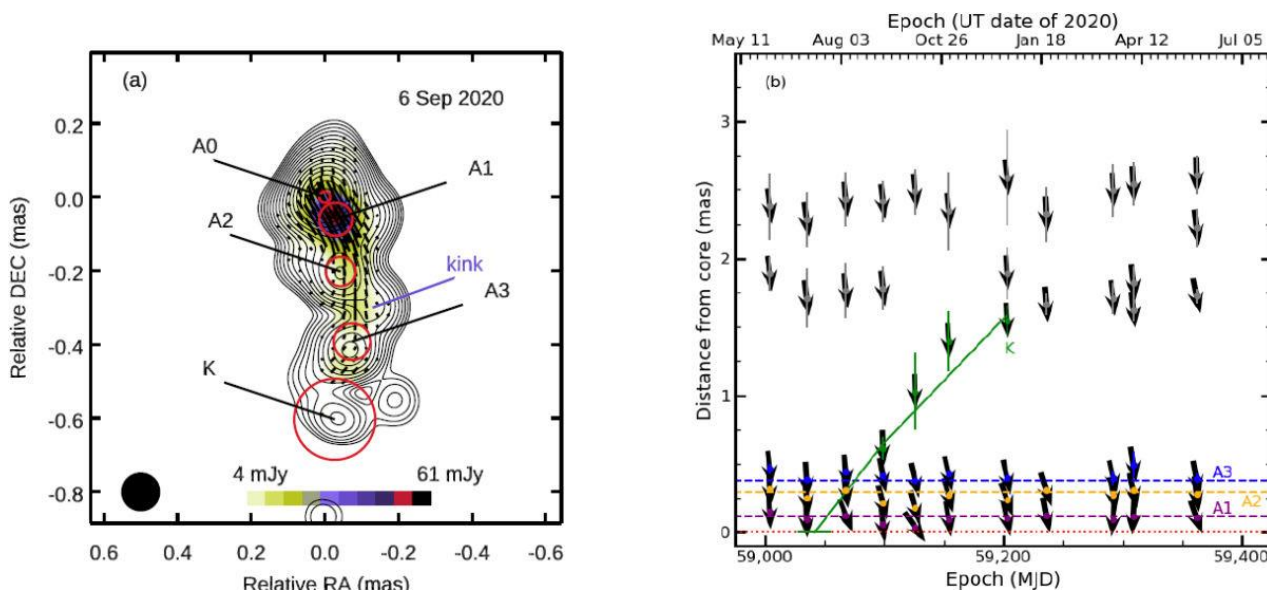 (a)
6 Sep 2020
A0
A1
A2
kink
A3
K
4 mJy
61 mJy
0.2
0.0
-0.2
-0.4
-0.6
-0.8
Relative DEC (mas)
0.6 0.4 0.2 0.0 -0.2 -0.4 -0.6
Relative RA (mas)
Epoch (UT date of 2020)
May 11 Aug 03 Oct 26 Jan 18 Apr 12 Jul 05
(b)
3
2
1
0
Distance from core (mas)
K
A3
A2
A1
59,000 59,200 59,400
Epoch (MJD)